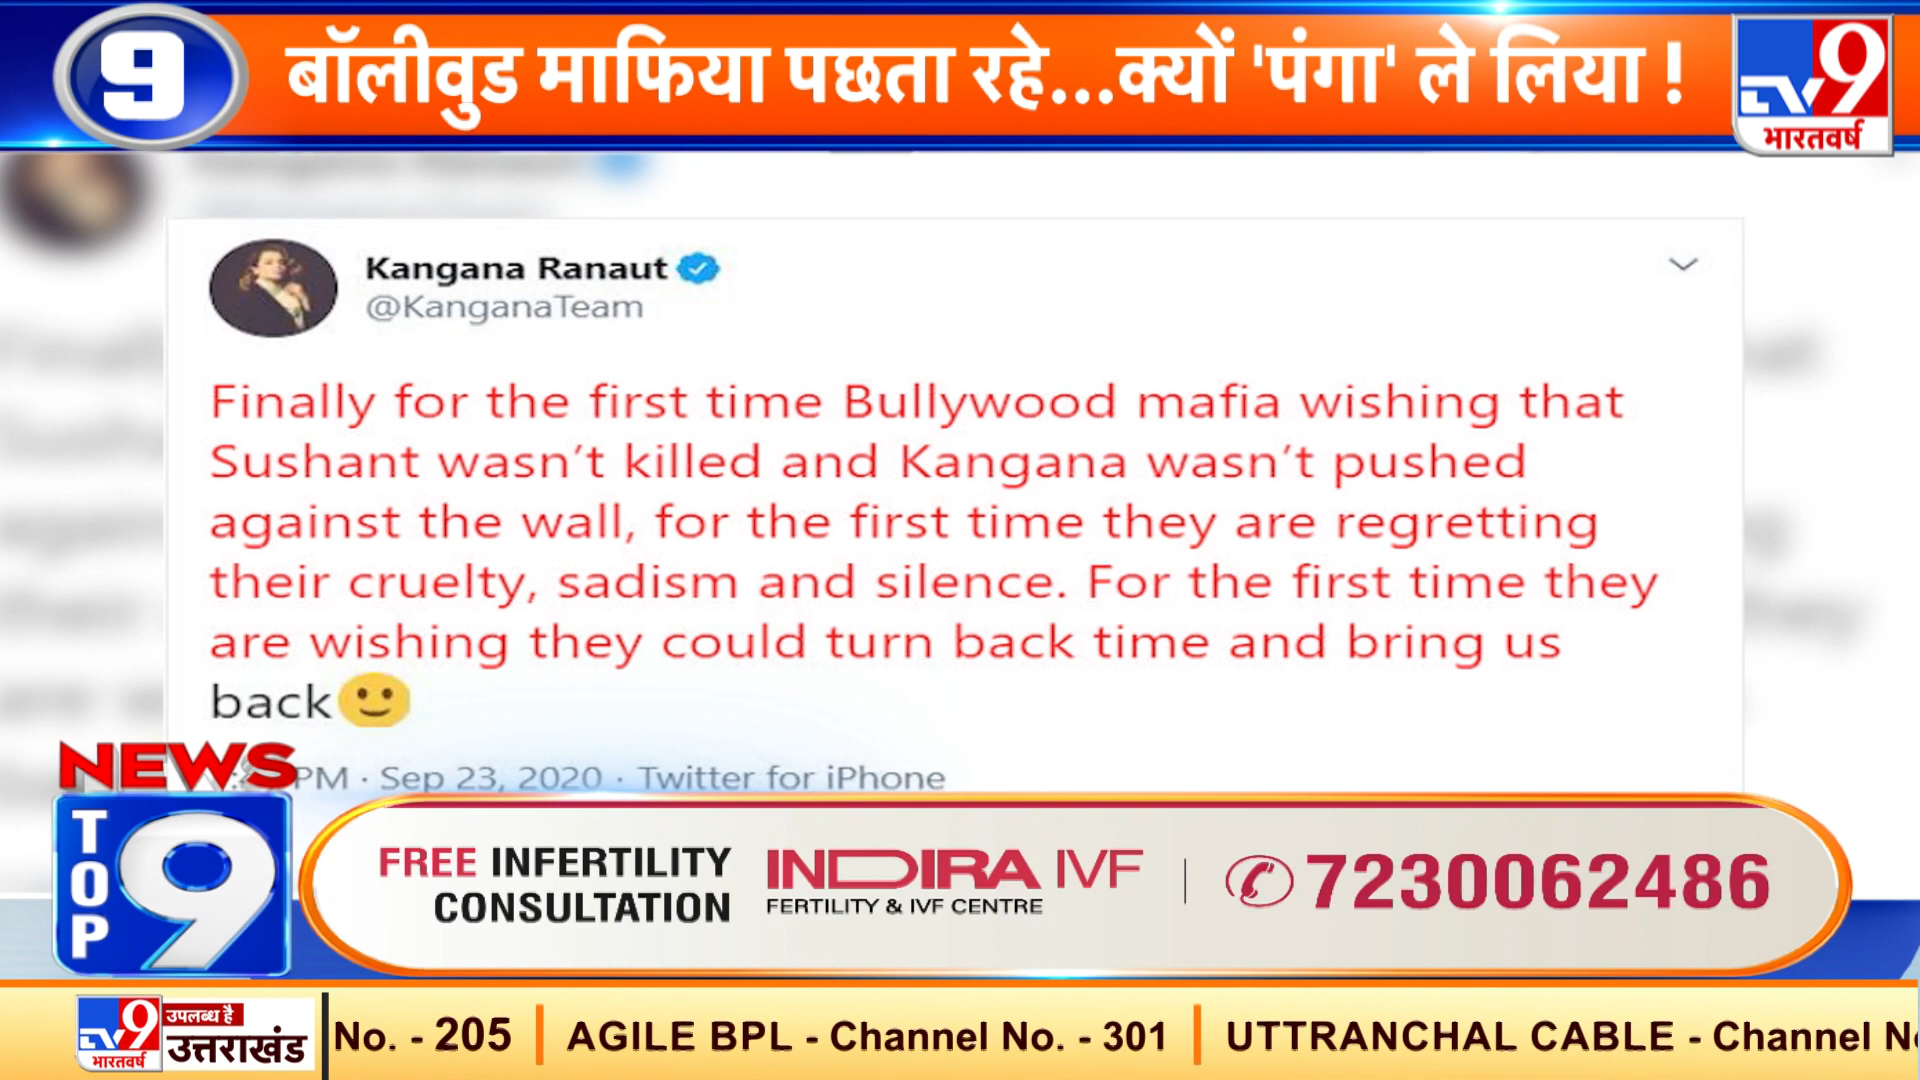 9 बॉलीवुड माफिया पछता रहे...क्यों 'पंगा' ले लिया !
TV9
भारतवर्ष
Kangana Ranaut
@KanganaTeam
Finally for the first time Bullywood mafia wishing that
Sushant wasn't killed and Kangana wasn't pushed
against the wall, for the first time they are regretting
their cruelty, sadism and silence. For the first time they
are wishing they could turn back time and bring us
back🙂
PM · Sep 23, 2020 · Twitter for iPhone
NEWS
TOP 9
FREE INFERTILITY
CONSULTATION
INDIRA IVF
FERTILITY & IVF CENTRE
7230062486
TV9
भारतवर्ष
उपलब्ध है
उत्तराखंड
No. - 205 | AGILE BPL - Channel No. - 301 | UTTRANCHAL CABLE - Channel